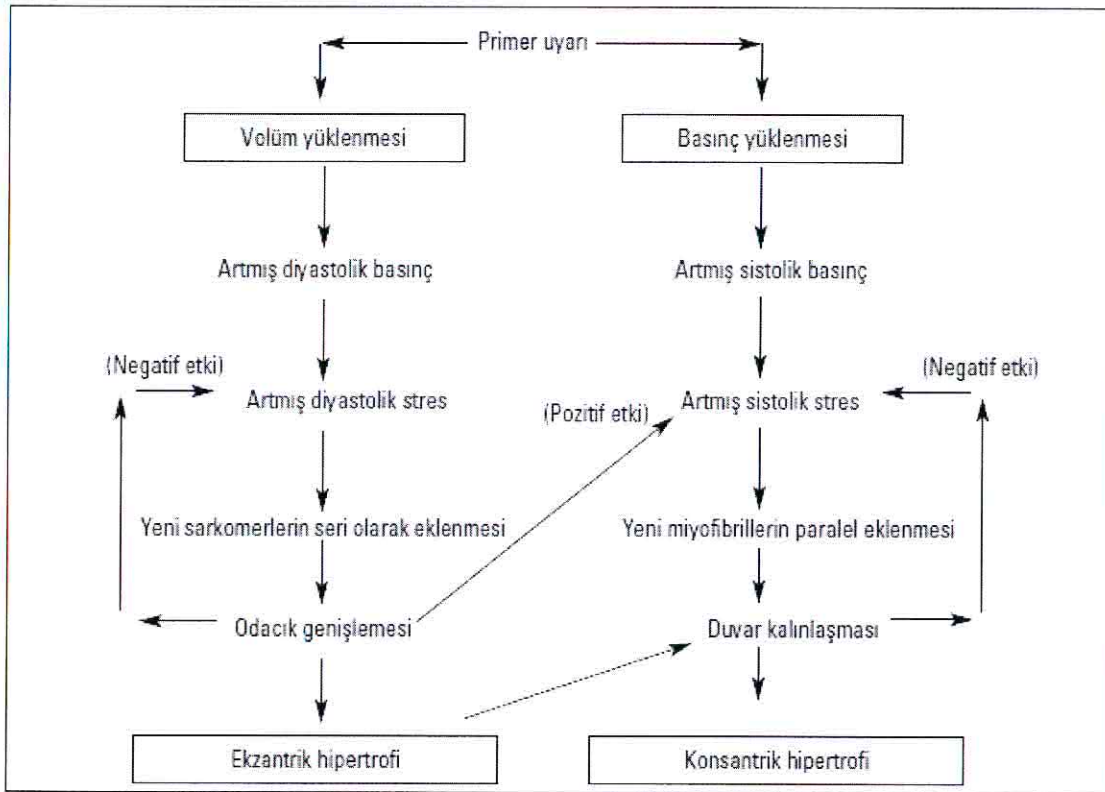 Primer uyarı
Volüm yüklenmesi
Basınç yüklenmesi
Artmış diyastolik basınç
Artmış sistolik basınç
(Negatif etki)
(Negatif etki)
Artmış diyastolik stres
(Pozitif etki)
Artmış sistolik stres
Yeni sarkomerlerin seri olarak eklenmesi
Yeni miyofibrillerin paralel eklenmesi
Odacık genişlemesi
Duvar kalınlaşması
Ekzantrik hipertrofi
Konsantrik hipertrofi